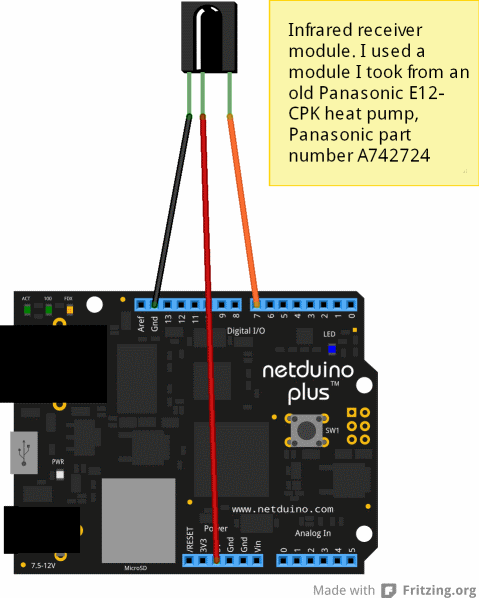 Infrared receiver
module. I used a
module I took from an
old Panasonic E12-
CPK heat pump,
Panasonic part
number A742724
ACT 100 FDX
Aref Gnd 13 12 11 9 8 7 6 5 4 3 2 1 0
Digital I/O
LED
netduino
plus™
SW1
PWR
www.netduino.com
Power
Analog In
/RESET 3V3 Gnd Gnd Vin 0 1 2 3 4 5
7.5-12V
MicroSD
Made with Fritzing.org